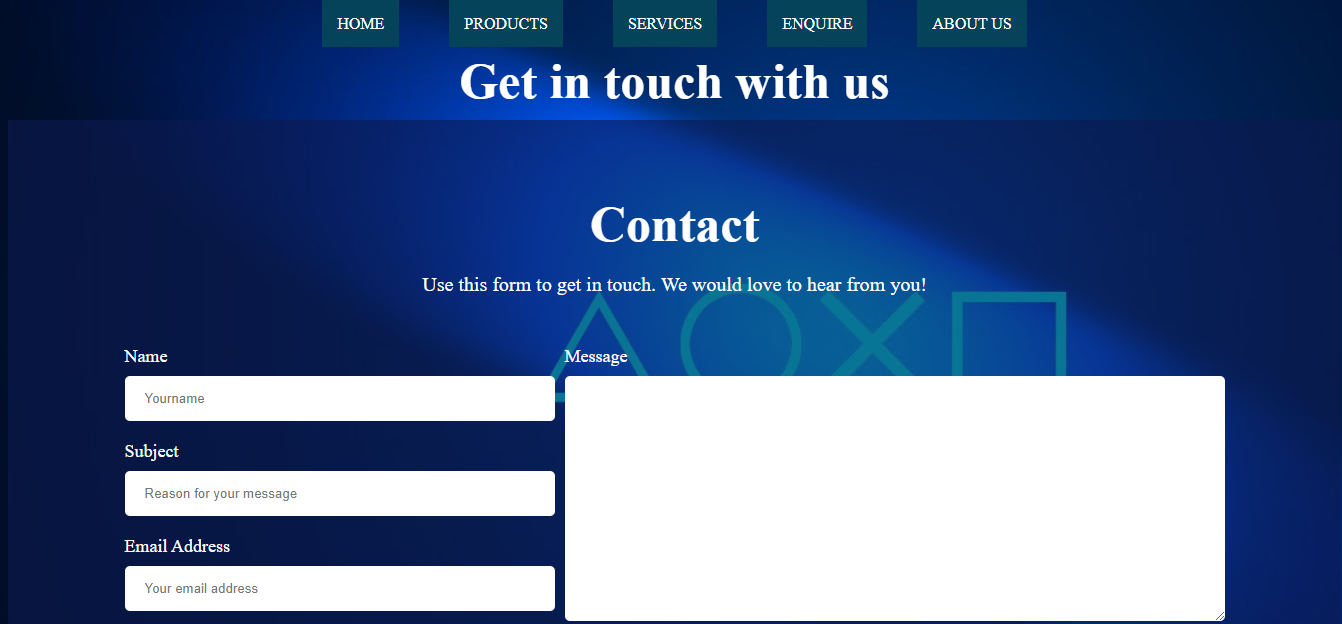 HOME PRODUCTS SERVICES ENQUIRE ABOUT US
Get in touch with us
Contact
Use this form to get in touch. We would love to hear from you!
Name
Yourname
Subject
Reason for your message
Email Address
Your email address
Message